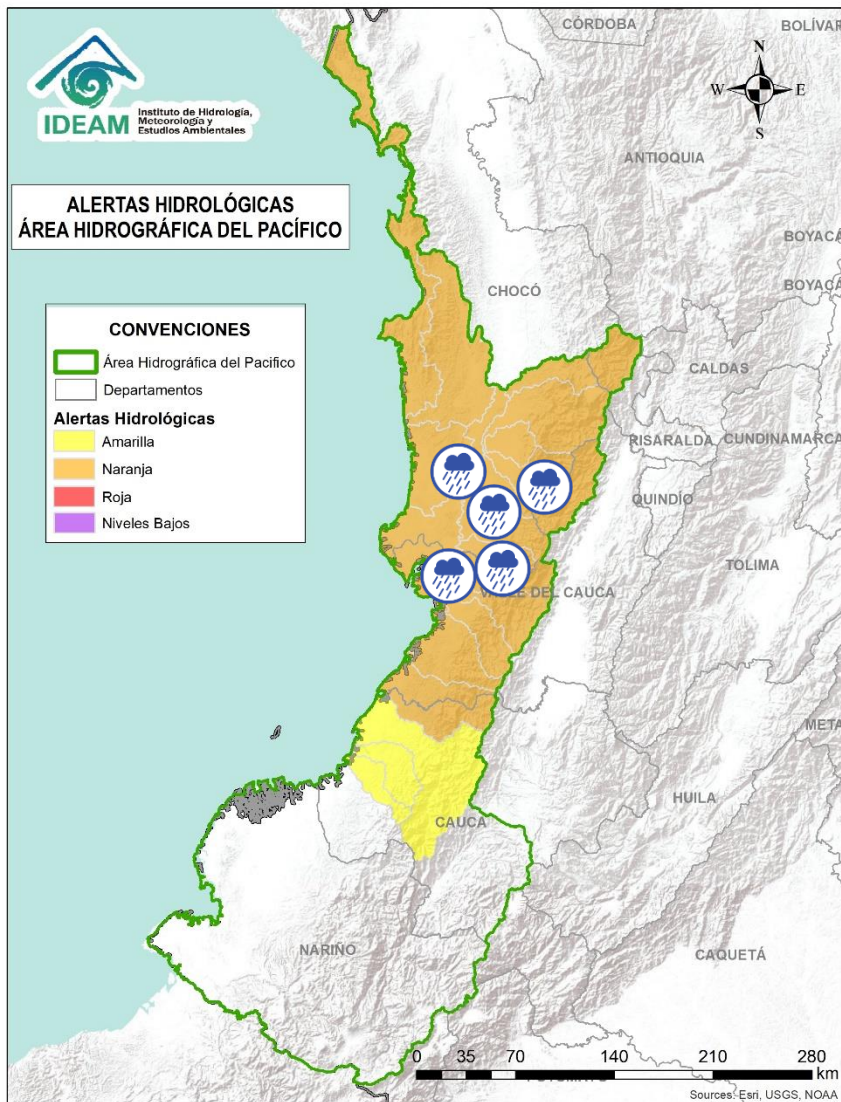 CÓRDOBA
BOLÍVAR
IDEAM
Instituto de Hidrología,
Meteorología y
Estudios Ambientales
N
W E
S
ANTIOQUIA
ALERTAS HIDROLÓGICAS
ÁREA HIDROGRÁFICA DEL PACÍFICO
BOYACÁ
BOYACÁ
CHOCÓ
CONVENCIONES
Área Hidrográfica del Pacifico
Departamentos
Alertas Hidrológicas
Amarilla
Naranja
Roja
Niveles Bajos
CALDAS
RISARALDA
CUNDINAMARCA
QUINDÍO
TOLIMA
VALLE DEL CAUCA
META
HUILA
CAUCA
NARIÑO
CAQUETÁ
0 35 70 140 210 280
km
Sources: Esri, USGS, NOAA